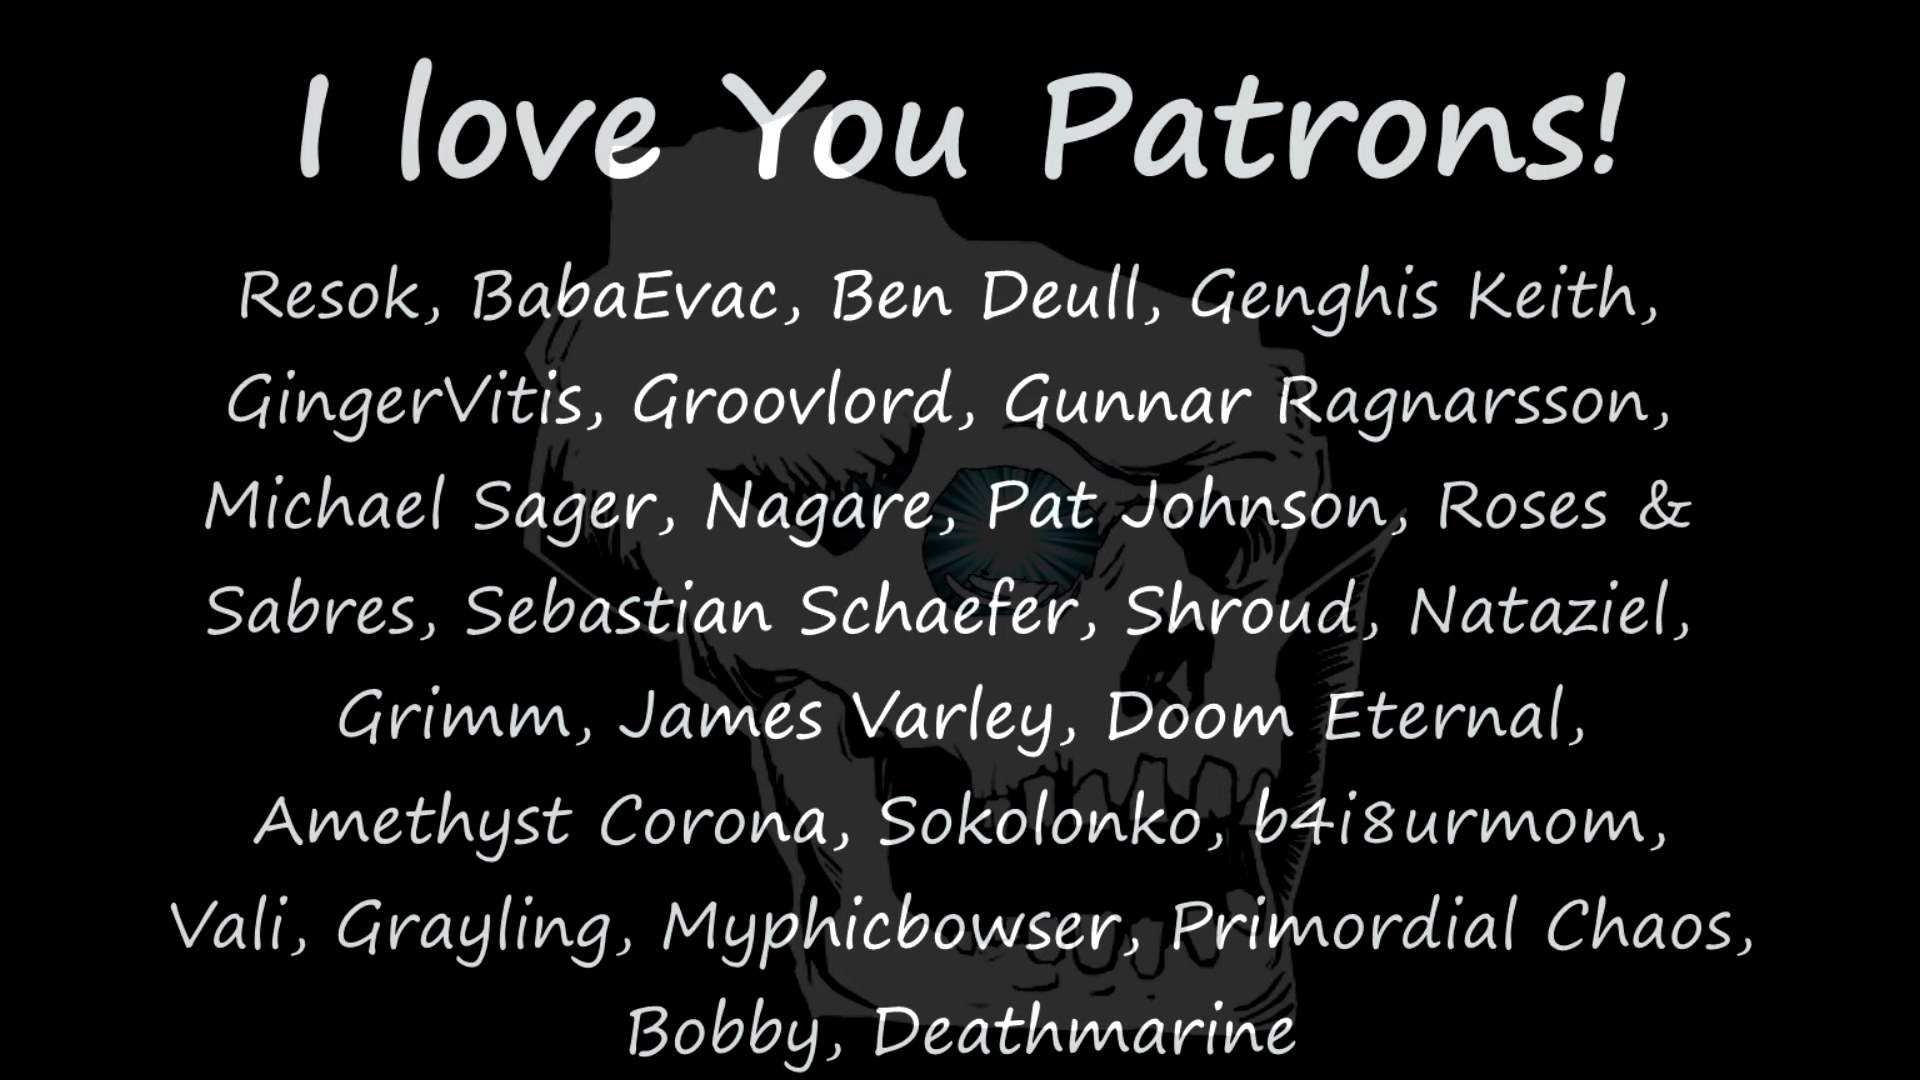 I love You Patrons!
Resok, BabaEvac, Ben Deull, Genghis Keith,
GingerVitis, Groovlord, Gunnar Ragnarsson,
Michael Sager, Nagare, Pat Johnson, Roses &
Sabres, Sebastian Schaefer, Shroud, Nataziel,
Grimm, James Varley, Doom Eternal,
Amethyst Corona, Sokolonko, b4i8urmom,
Vali, Grayling, Myphicbowser, Primordial Chaos,
Bobby, Deathmarine